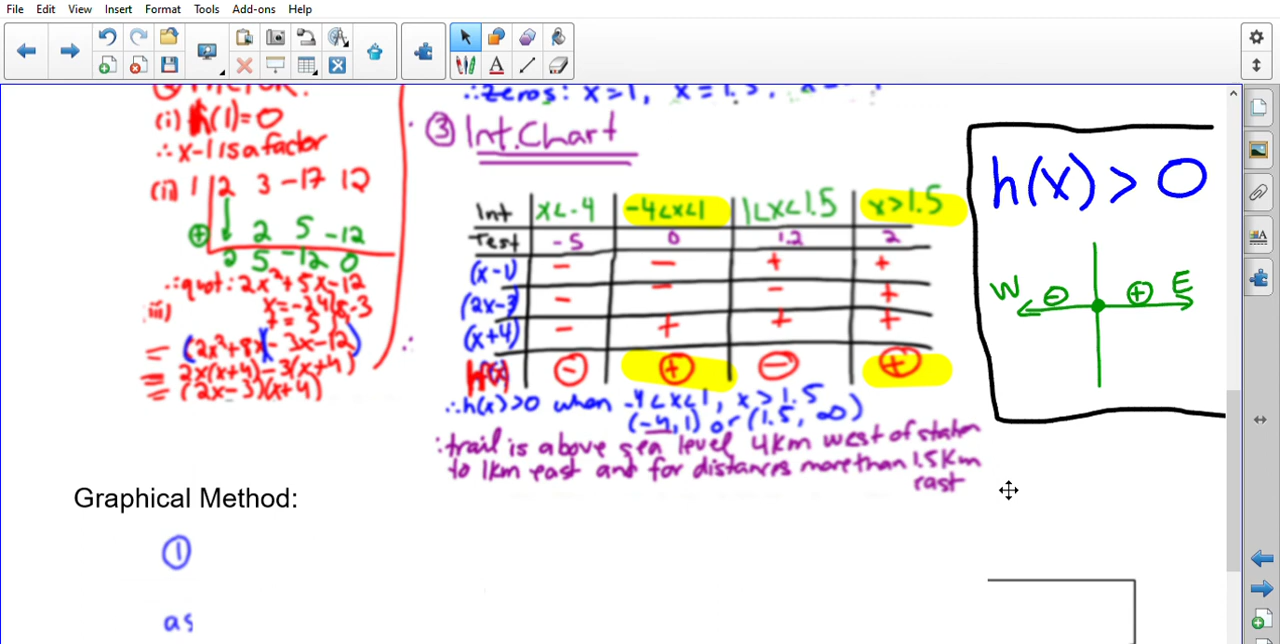 File Edit View Insert Format Tools Add-ons Help
∴zeros: x=1, x=1.5,
(i) h(1)=0
∴x-1 is a factor
(ii) 1 | 2 3 -17 12
⊕ 2 5 -12
2 5 -12 0
∴quot: 2x²+5x-12
iii)
= (2x²+8x)(-3x-12)
= 2x(x+4)-3(x+4)
= (2x-3)(x+4)
③ Int. Chart
Int x<-4 -4<x<1 1<x<1.5 x>1.5
Test -5 0 1.2 2
(x-1) - - + +
(2x-3) - - - +
(x+4) - + + +
h(x) - + - +
∴h(x)>0 when -4<x<1, x>1.5
(-4,1) or (1.5, ∞)
∴trail is above sea level 4km west of station
to 1km east and for distances more than 1.5km
east
h(x) > 0
W - + E
Graphical Method:
①
as